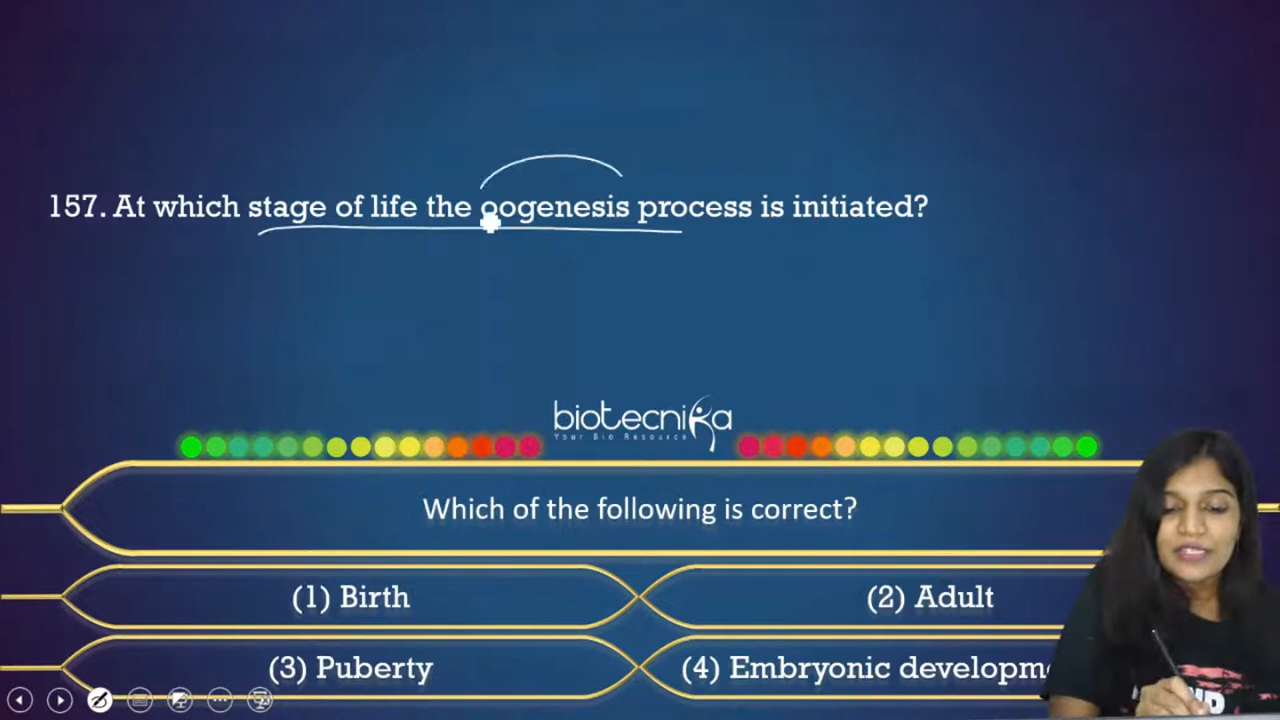 157. At which stage of life the oogenesis process is initiated?
biotecnika
Your Bio Resource
Which of the following is correct?
(1) Birth
(2) Adult
(3) Puberty
(4) Embryonic